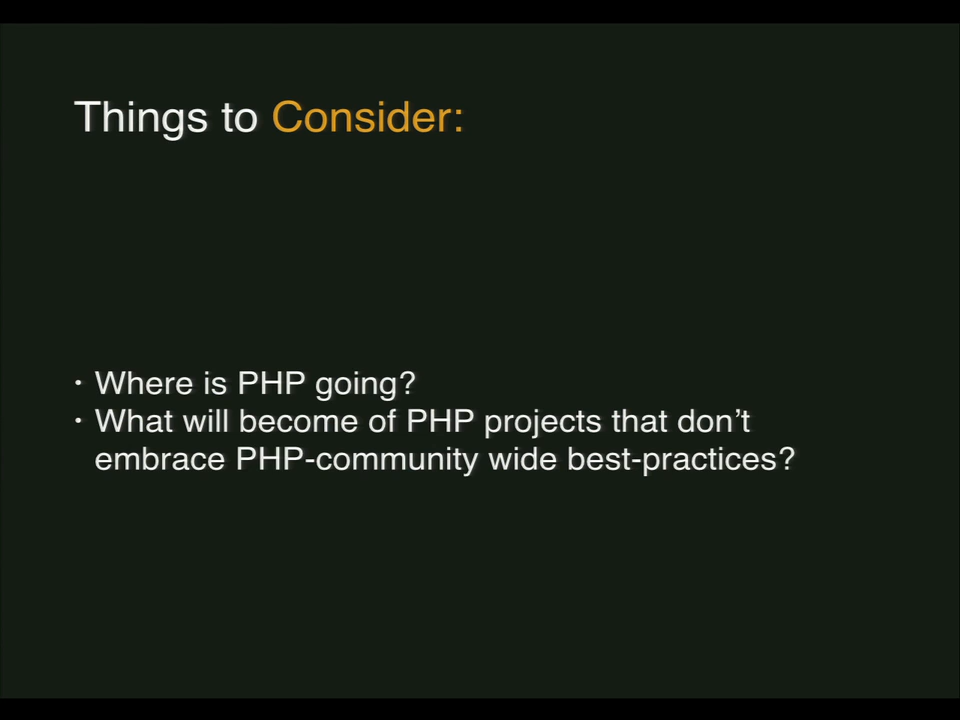 Things to Consider:
• Where is PHP going?
• What will become of PHP projects that don’t
embrace PHP-community wide best-practices?